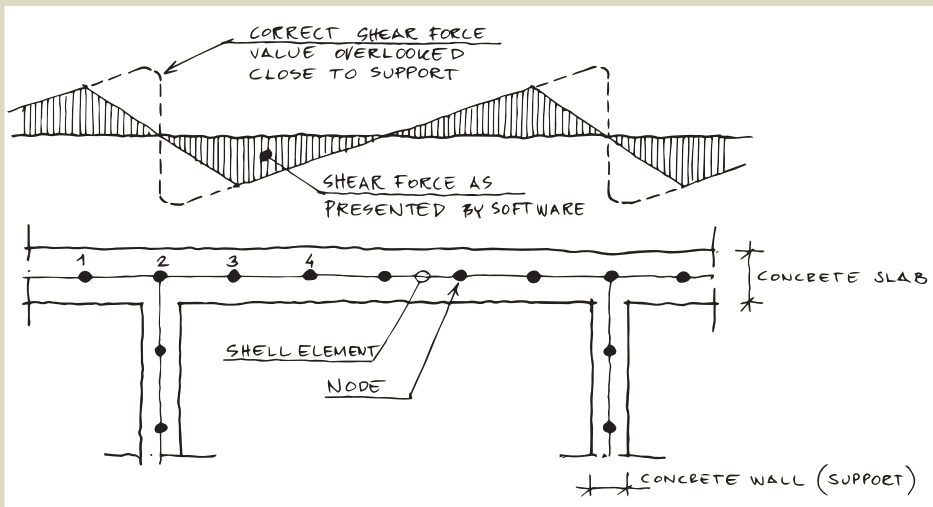 CORRECT SHEAR FORCE
VALUE OVERLOOKED
CLOSE TO SUPPORT
SHEAR FORCE AS
PRESENTED BY SOFTWARE
1 2 3 4
CONCRETE SLAB
SHELL ELEMENT
NODE
CONCRETE WALL (SUPPORT)